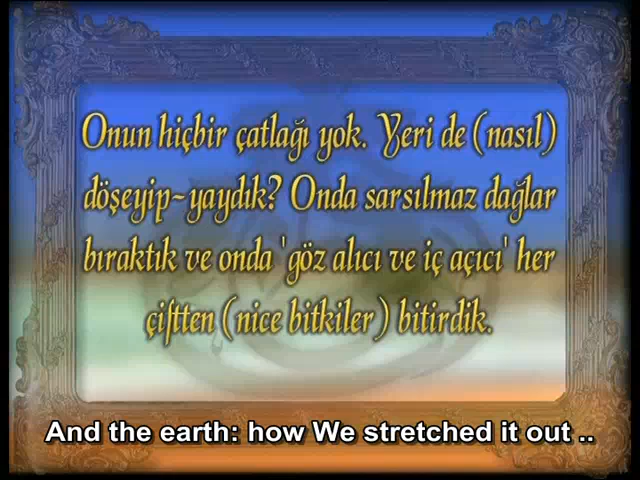 Onun hiçbir çatlağı yok. Yeri de (nasıl)
döşeyip-yaydık? Onda sarsılmaz dağlar
bıraktık ve onda 'göz alıcı ve iç açıcı' her
çiftten (nice bitkiler) bitirdik.
And the earth: how We stretched it out ..